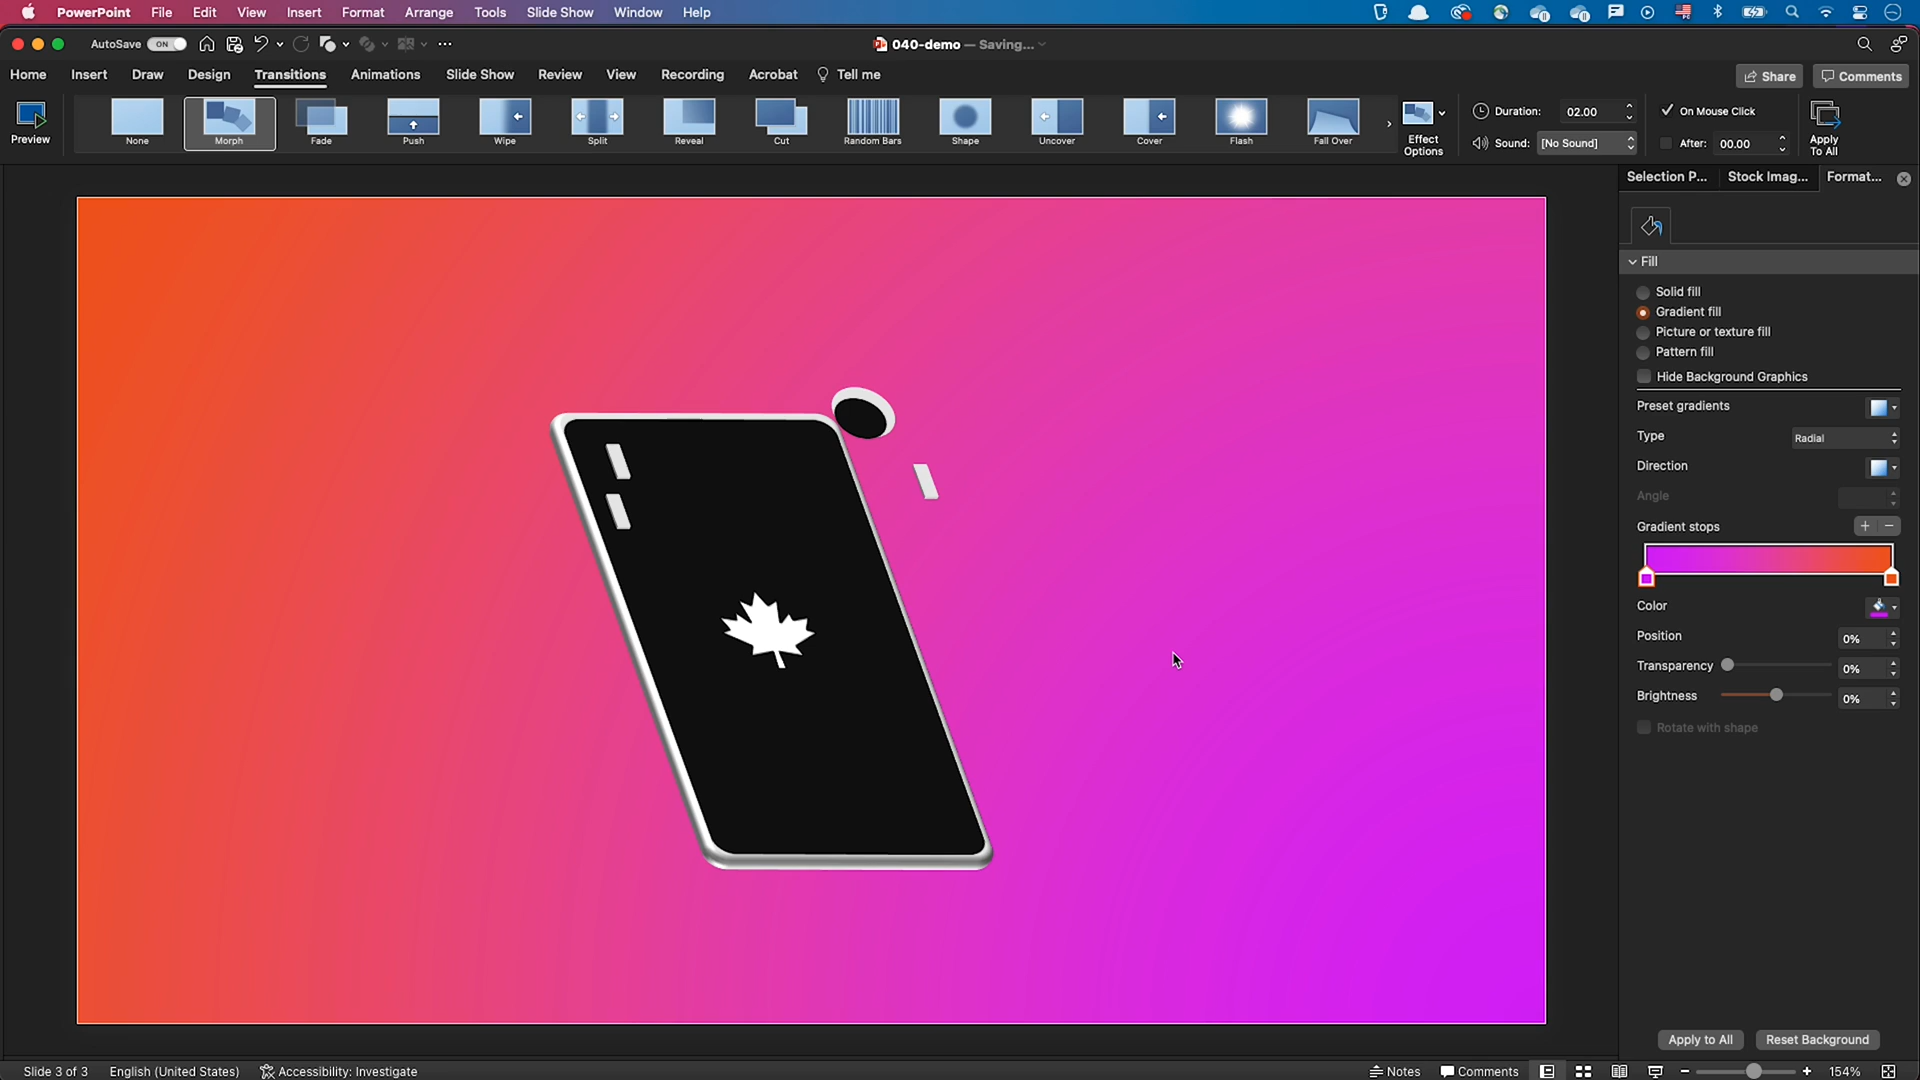 PowerPoint File Edit View Insert Format Arrange Tools Slide Show Window Help
AutoSave ON 040-demo — Saving...
Home Insert Draw Design Transitions Animations Slide Show Review View Recording Acrobat Tell me Share Comments
Preview None Morph Fade Push Wipe Split Reveal Cut Random Bars Shape Uncover Cover Flash Fall Over
Effect Options
Duration: 02.00
Sound: [No Sound]
On Mouse Click
After: 00.00
Apply To All
Selection P... Stock Imag... Format...
Fill
Solid fill
Gradient fill
Picture or texture fill
Pattern fill
Hide Background Graphics
Preset gradients
Type Radial
Direction
Angle
Gradient stops
Color
Position 0%
Transparency 0%
Brightness 0%
Rotate with shape
Apply to All Reset Background
Slide 3 of 3 English (United States) Accessibility: Investigate Notes Comments 154%